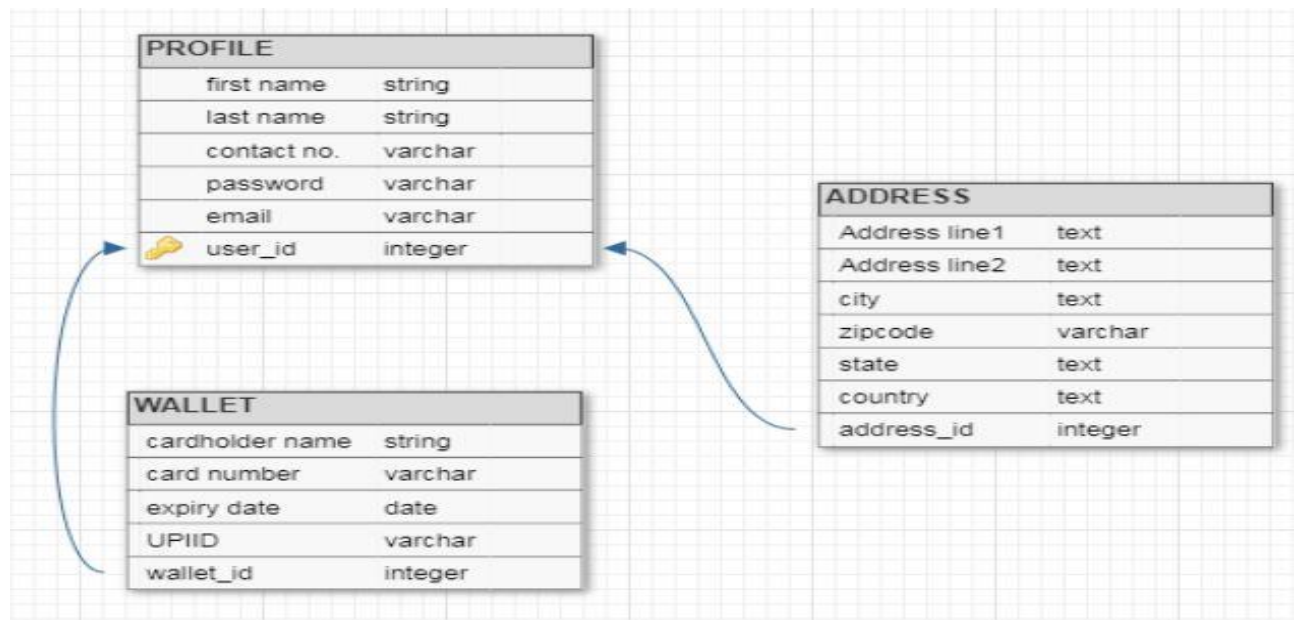 PROFILE
first name string
last name string
contact no. varchar
password varchar
email varchar
user_id integer
ADDRESS
Address line1 text
Address line2 text
city text
zipcode varchar
state text
country text
address_id integer
WALLET
cardholder name string
card number varchar
expiry date date
UPIID varchar
wallet_id integer